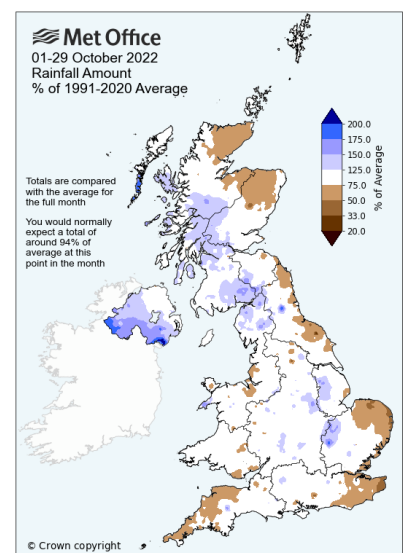 Met Office
01-29 October 2022
Rainfall Amount
% of 1991-2020 Average
200.0
175.0
150.0
125.0
75.0
50.0
33.0
20.0
% of Average
Totals are compared
with the average for
the full month
You would normally
expect a total of
around 94% of
average at this
point in the month
© Crown copyright